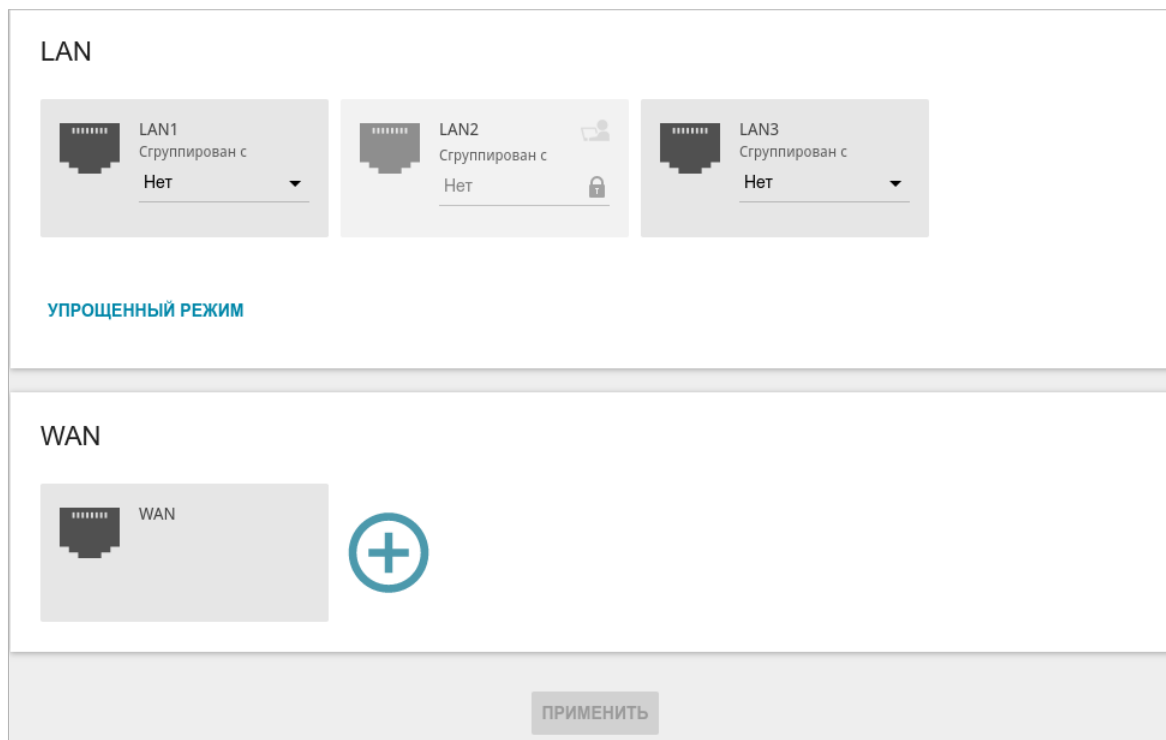 LAN
LAN1
Сгруппирован с
Нет
LAN2
Сгруппирован с
Нет
LAN3
Сгруппирован с
Нет
УПРОЩЕННЫЙ РЕЖИМ
WAN
WAN
ПРИМЕНИТЬ